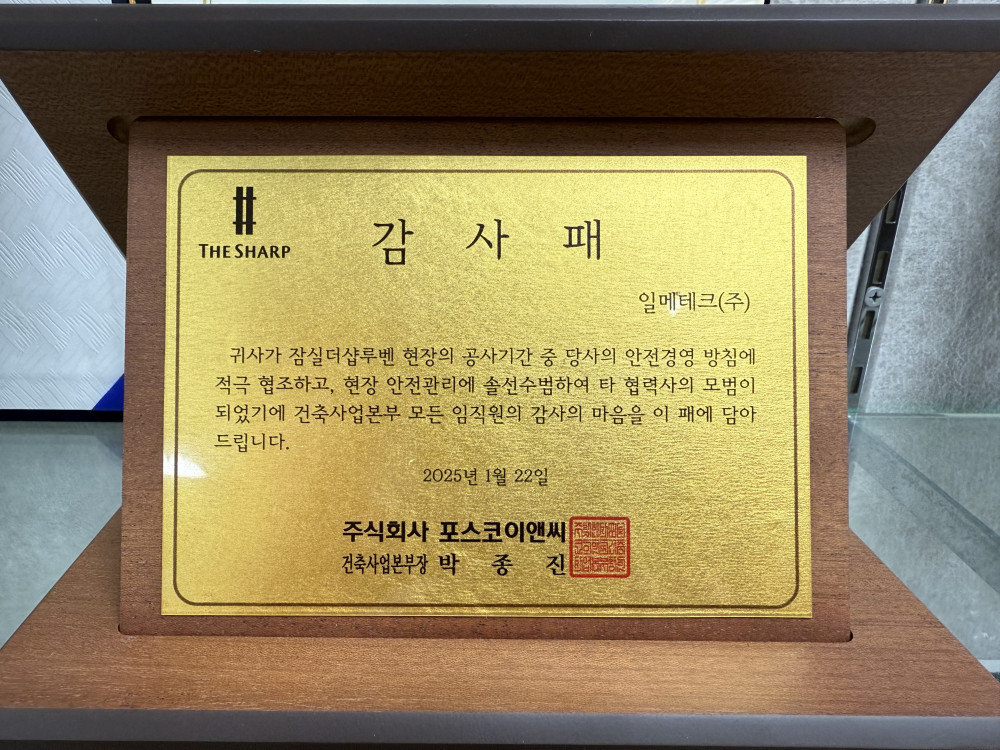 THE SHARP
감 사 패
일메테크(주)
귀사가 잠실더샵루벤 현장의 공사기간 중 당사의 안전경영 방침에
적극 협조하고, 현장 안전관리에 솔선수범하여 타 협력사의 모범이
되었기에 건축사업본부 모든 임직원의 감사의 마음을 이 패에 담아
드립니다.
2025년 1월 22일
주식회사 포스코이앤씨
건축사업본부장 박 종 진